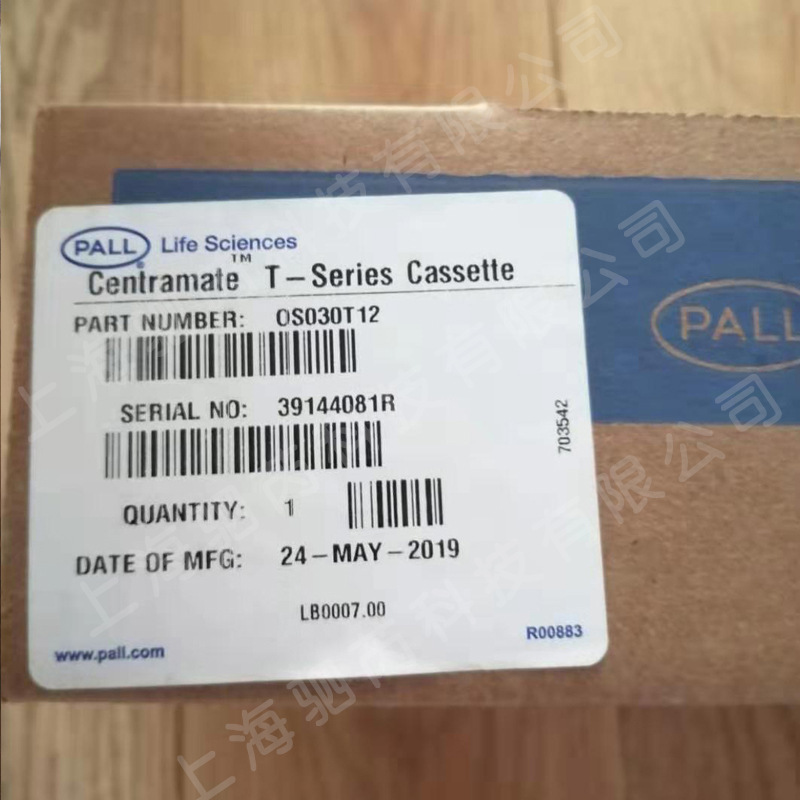 PALL® Life Sciences
Centramate™ T-Series Cassette
PART NUMBER: OS030T12
SERIAL NO: 39144081R
QUANTITY: 1
DATE OF MFG: 24-MAY-2019
LB0007.00
www.pall.com
R00883
703542
PALL